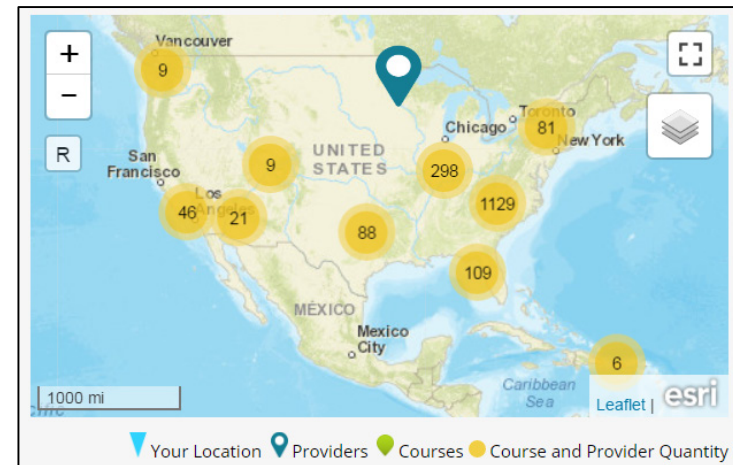 +
Vancouver
9
−
Toronto
Chicago
81
New York
R
San
Francisco
9
UNITED
STATES
298
Los
Angeles
46
21
1129
88
109
MÉXICO
Mexico
City
6
1000 mi
Caribbean
Sea
Leaflet |
esri
Your Location Providers Courses Course and Provider Quantity